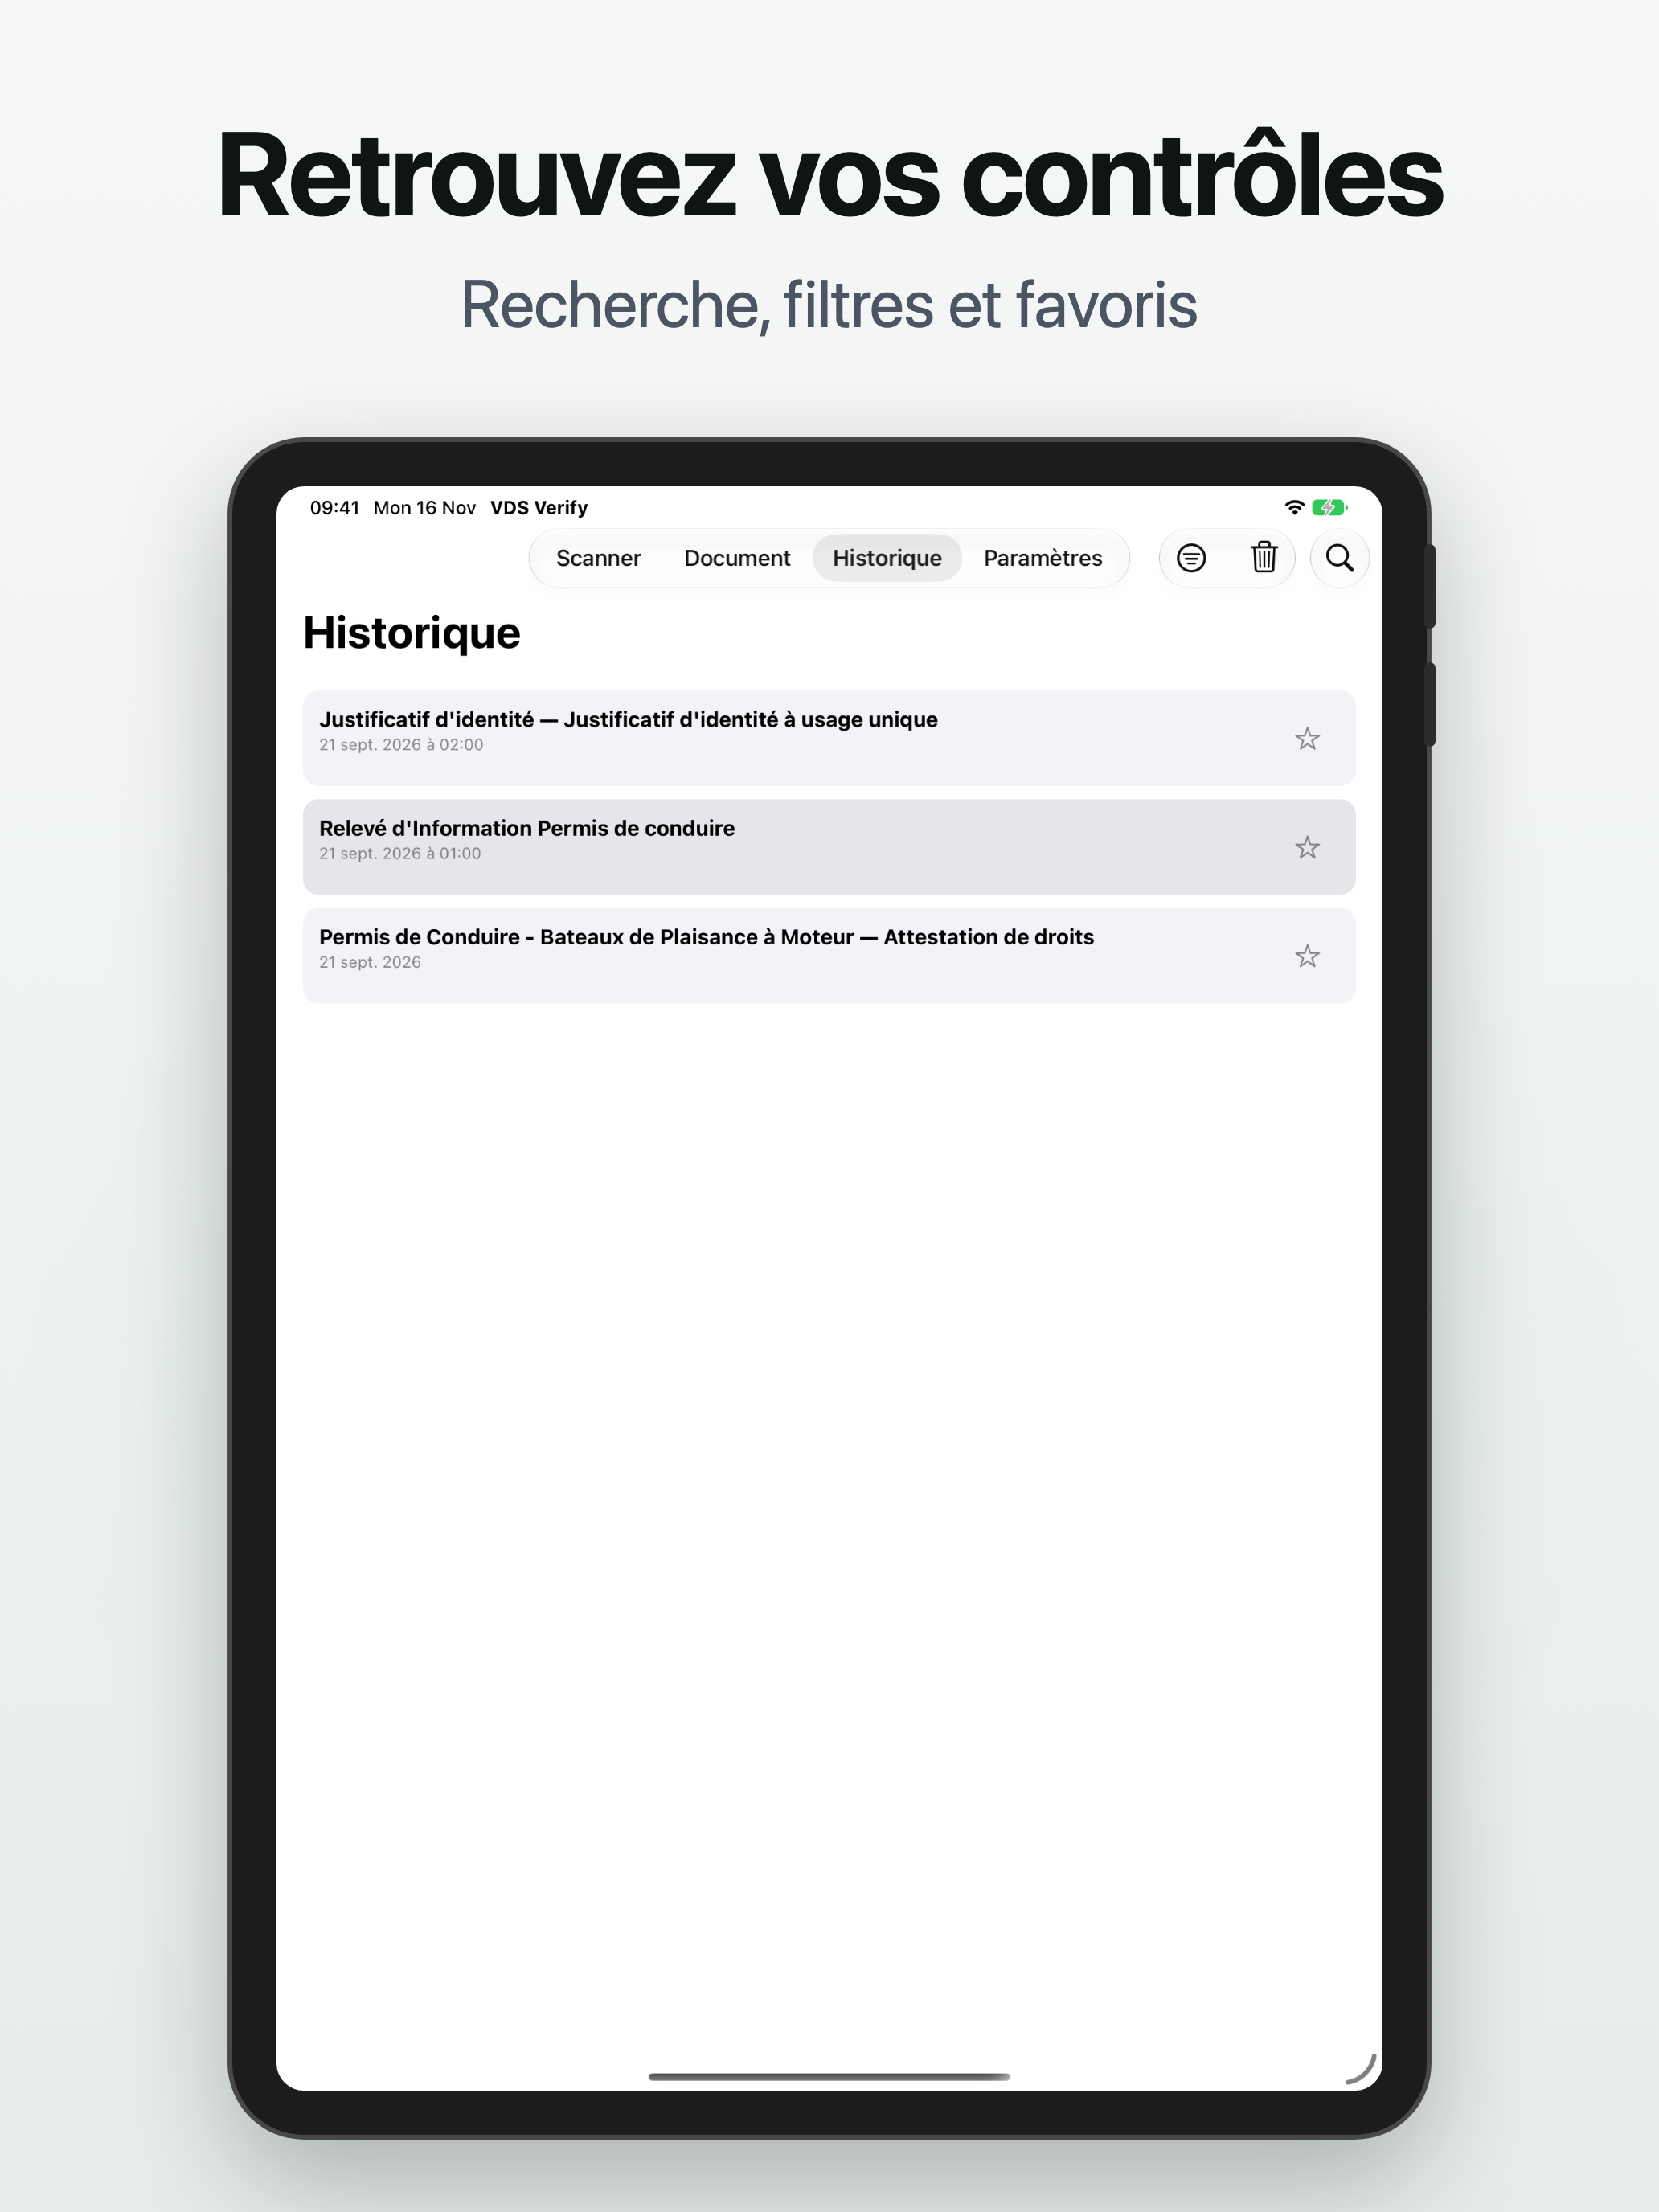 Retrouvez vos contrôles
Recherche, filtres et favoris
09:41 Mon 16 Nov VDS Verify
Scanner Document Historique Paramètres
Historique
Justificatif d'identité — Justificatif d'identité à usage unique
21 sept. 2026 à 02:00
Relevé d'Information Permis de conduire
21 sept. 2026 à 01:00
Permis de Conduire - Bateaux de Plaisance à Moteur — Attestation de droits
21 sept. 2026